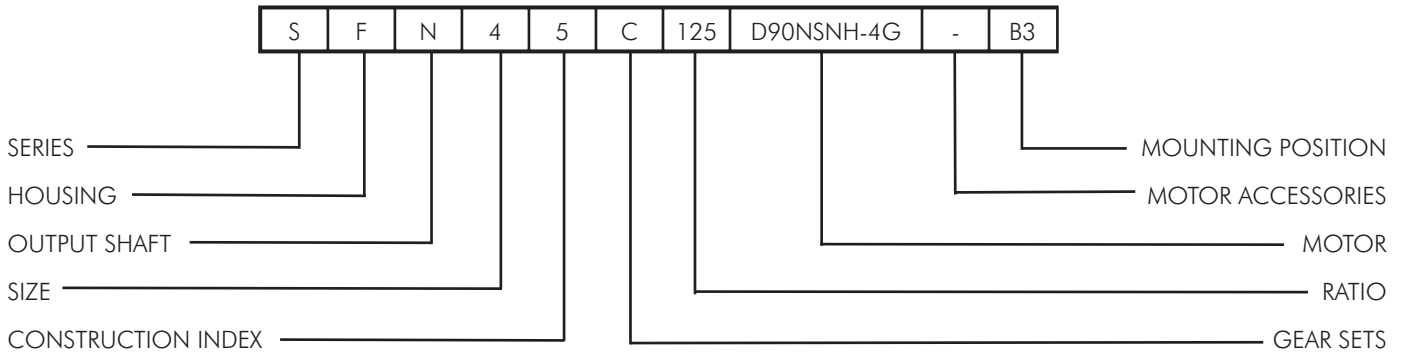 S F N 4 5 C 125 D90NSNH-4G - B3
SERIES
MOUNTING POSITION
HOUSING
MOTOR ACCESSORIES
OUTPUT SHAFT
MOTOR
SIZE
RATIO
CONSTRUCTION INDEX
GEAR SETS